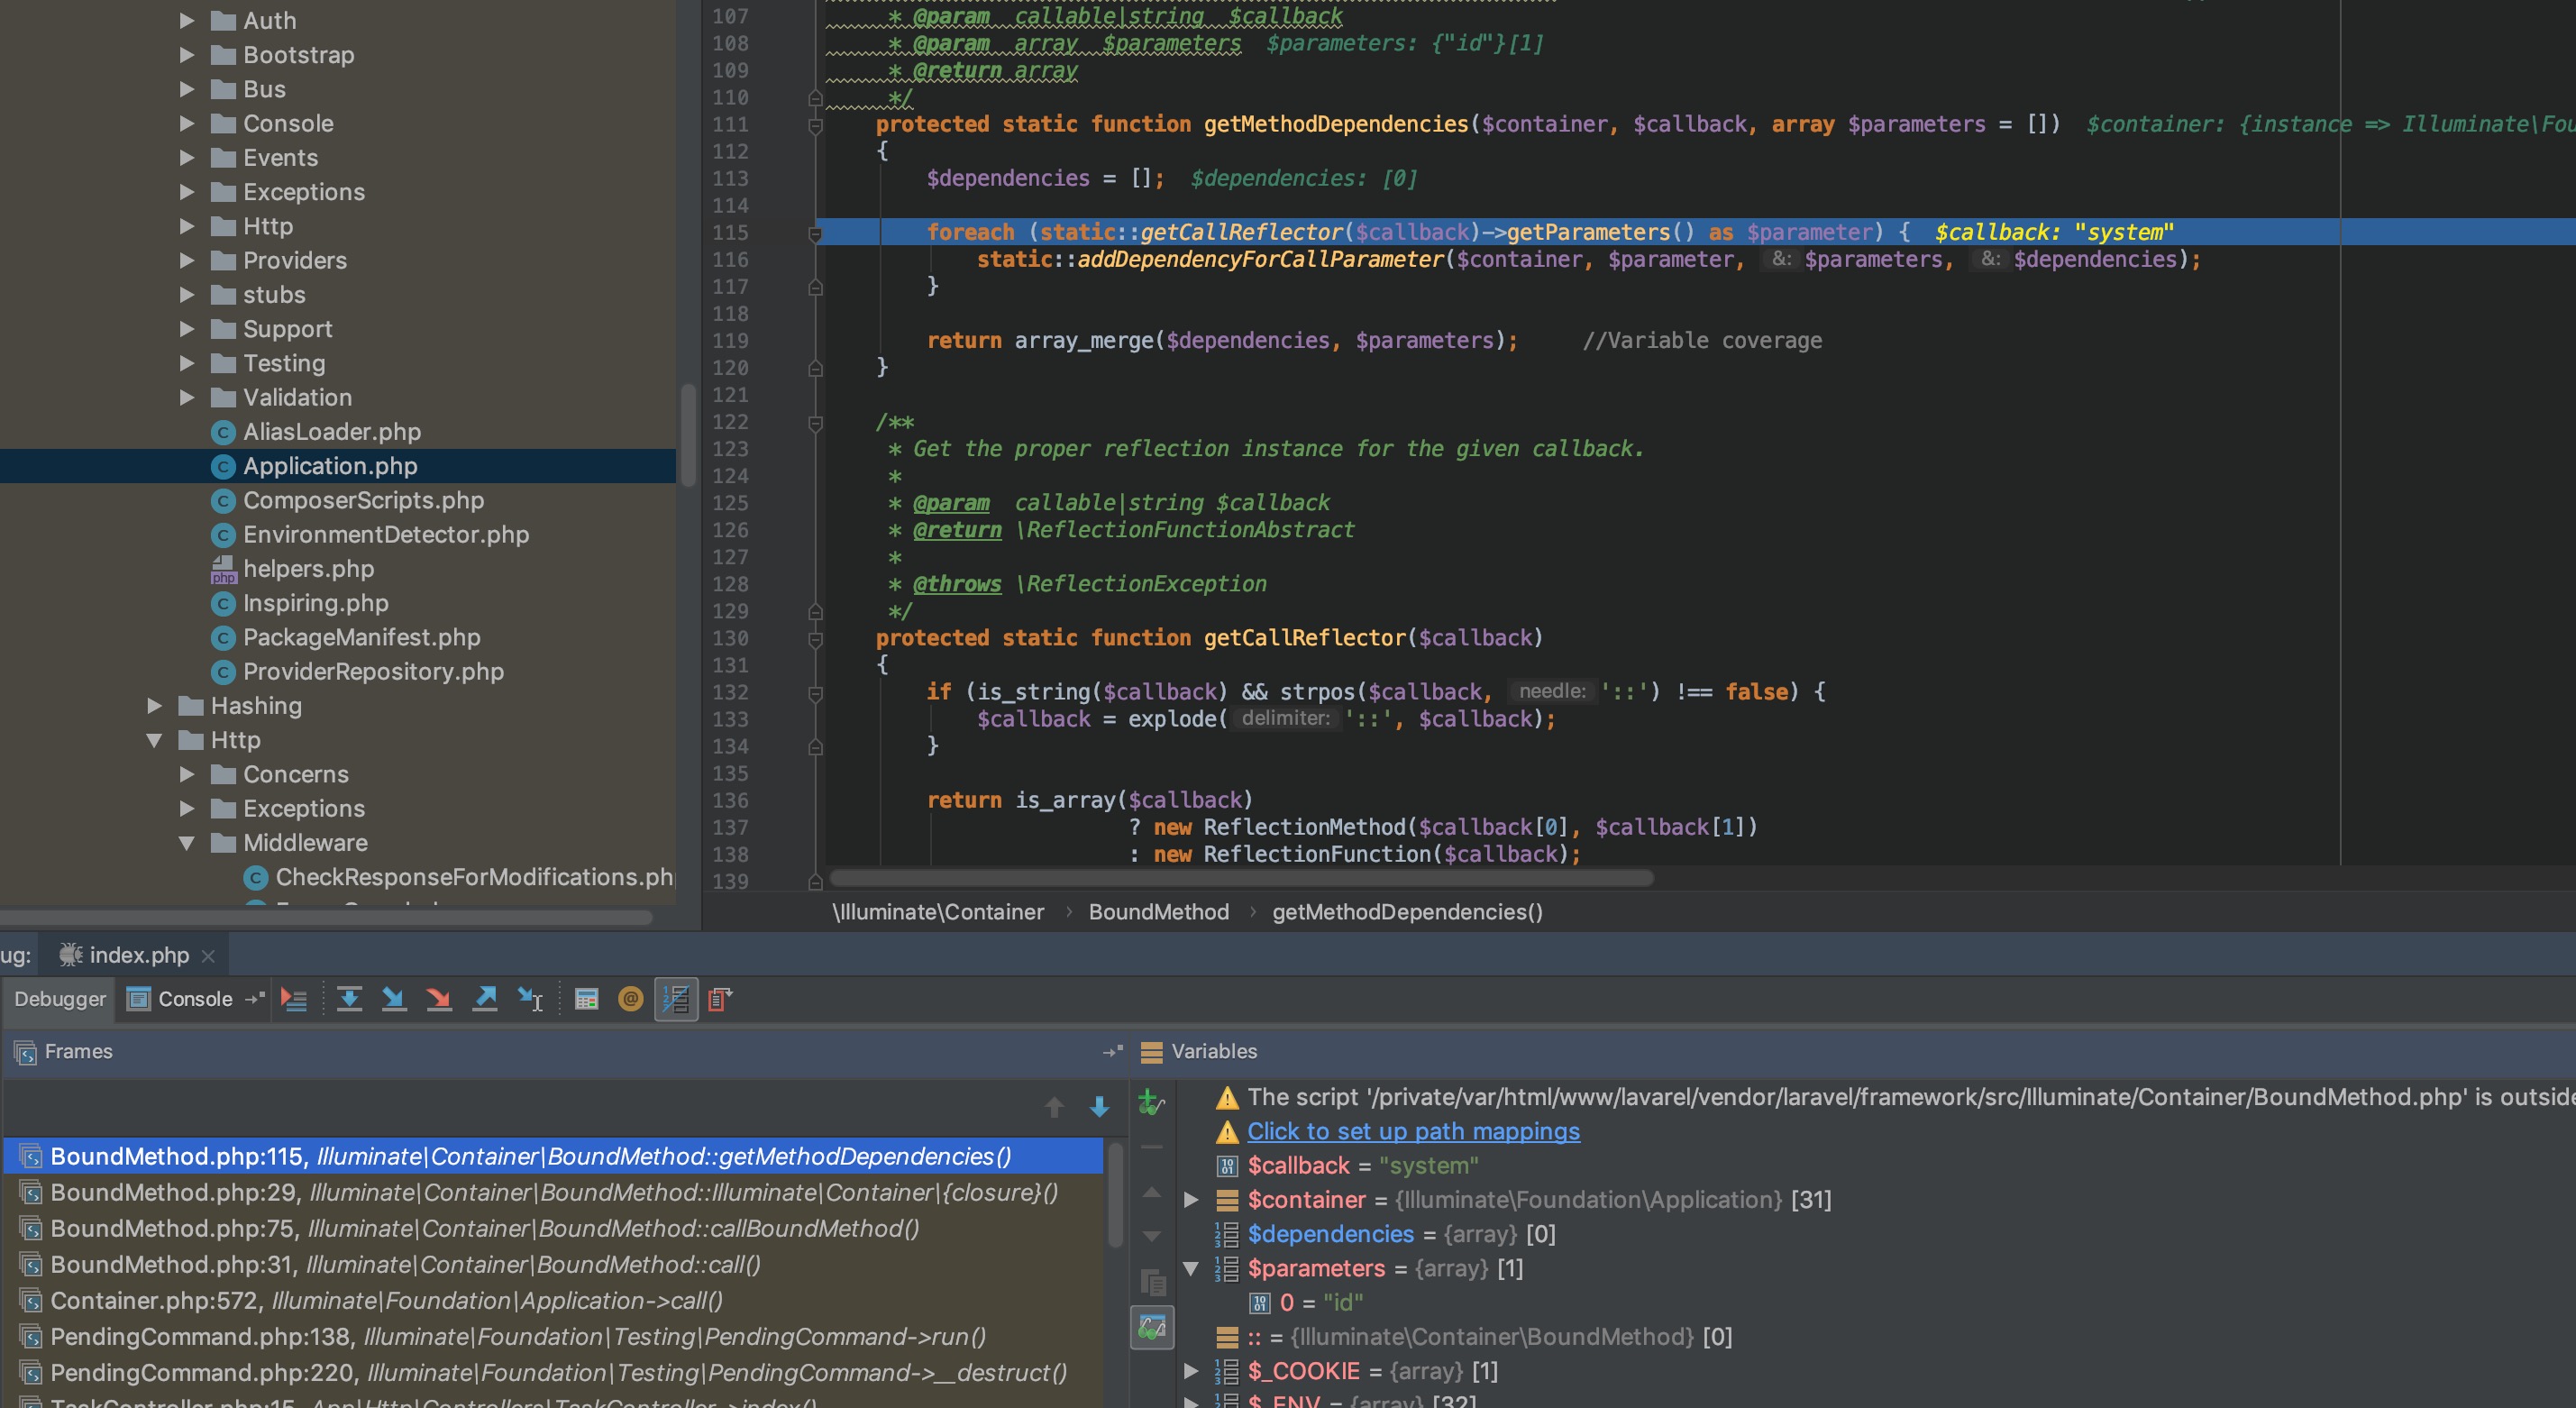 Auth
Bootstrap
Bus
Console
Events
Exceptions
Http
Providers
stubs
Support
Testing
Validation
AliasLoader.php
Application.php
ComposerScripts.php
EnvironmentDetector.php
helpers.php
Inspiring.php
PackageManifest.php
ProviderRepository.php
Hashing
Http
Concerns
Exceptions
Middleware
CheckResponseForModifications.ph
107 * @param callable|string $callback
108 * @param array $parameters $parameters: {"id"}[1]
109 * @return array
110 */
111 protected static function getMethodDependencies($container, $callback, array $parameters = []) $container: {instance => Illuminate\Fou
112 {
113 $dependencies = []; $dependencies: [0]
114
115 foreach (static::getCallReflector($callback)->getParameters() as $parameter) { $callback: "system"
116 static::addDependencyForCallParameter($container, $parameter, &: $parameters, &: $dependencies);
117 }
118
119 return array_merge($dependencies, $parameters); //Variable coverage
120 }
121
122 /**
123 * Get the proper reflection instance for the given callback.
124 *
125 * @param callable|string $callback
126 * @return \ReflectionFunctionAbstract
127 *
128 * @throws \ReflectionException
129 */
130 protected static function getCallReflector($callback)
131 {
132 if (is_string($callback) && strpos($callback, needle: '::') !== false) {
133 $callback = explode( delimiter: '::', $callback);
134 }
135
136 return is_array($callback)
137 ? new ReflectionMethod($callback[0], $callback[1])
138 : new ReflectionFunction($callback);
139
\Illuminate\Container › BoundMethod › getMethodDependencies()
ug: index.php
Debugger Console
Frames
BoundMethod.php:115, Illuminate\Container\BoundMethod::getMethodDependencies()
BoundMethod.php:29, Illuminate\Container\BoundMethod::Illuminate\Container\{closure}()
BoundMethod.php:75, Illuminate\Container\BoundMethod::callBoundMethod()
BoundMethod.php:31, Illuminate\Container\BoundMethod::call()
Container.php:572, Illuminate\Foundation\Application->call()
PendingCommand.php:138, Illuminate\Foundation\Testing\PendingCommand->run()
PendingCommand.php:220, Illuminate\Foundation\Testing\PendingCommand->__destruct()
TaskController.php:15, App\Http\Controllers\TaskController->index()
Variables
The script '/private/var/html/www/lavarel/vendor/laravel/framework/src/Illuminate/Container/BoundMethod.php' is outside
Click to set up path mappings
$callback = "system"
$container = {Illuminate\Foundation\Application} [31]
$dependencies = {array} [0]
$parameters = {array} [1]
0 = "id"
:: = {Illuminate\Container\BoundMethod} [0]
$_COOKIE = {array} [1]
$_ENV = {array} [32]